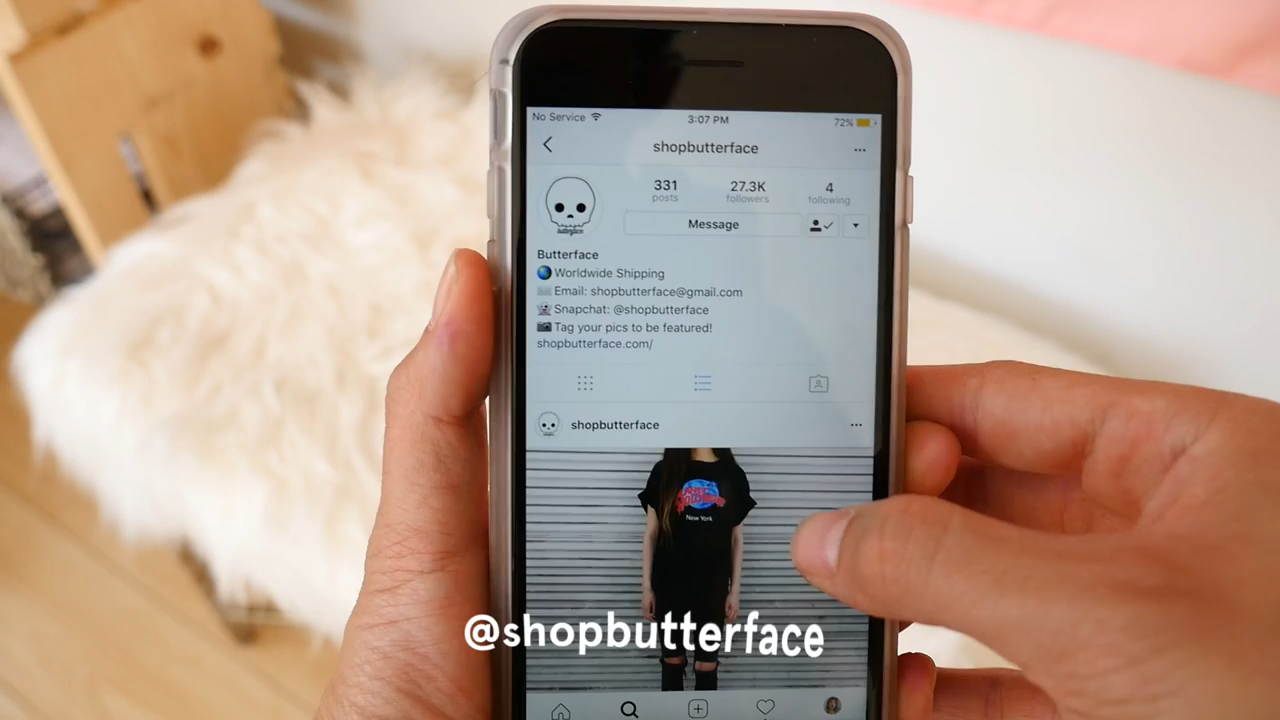 No Service
3:07 PM
72%
shopbutterface
331
27.3K
4
posts
followers
following
Message
Butterface
Worldwide Shipping
Email: shopbutterface@gmail.com
Snapchat: @shopbutterface
Tag your pics to be featured!
shopbutterface.com/
shopbutterface
New York
@shopbutterface